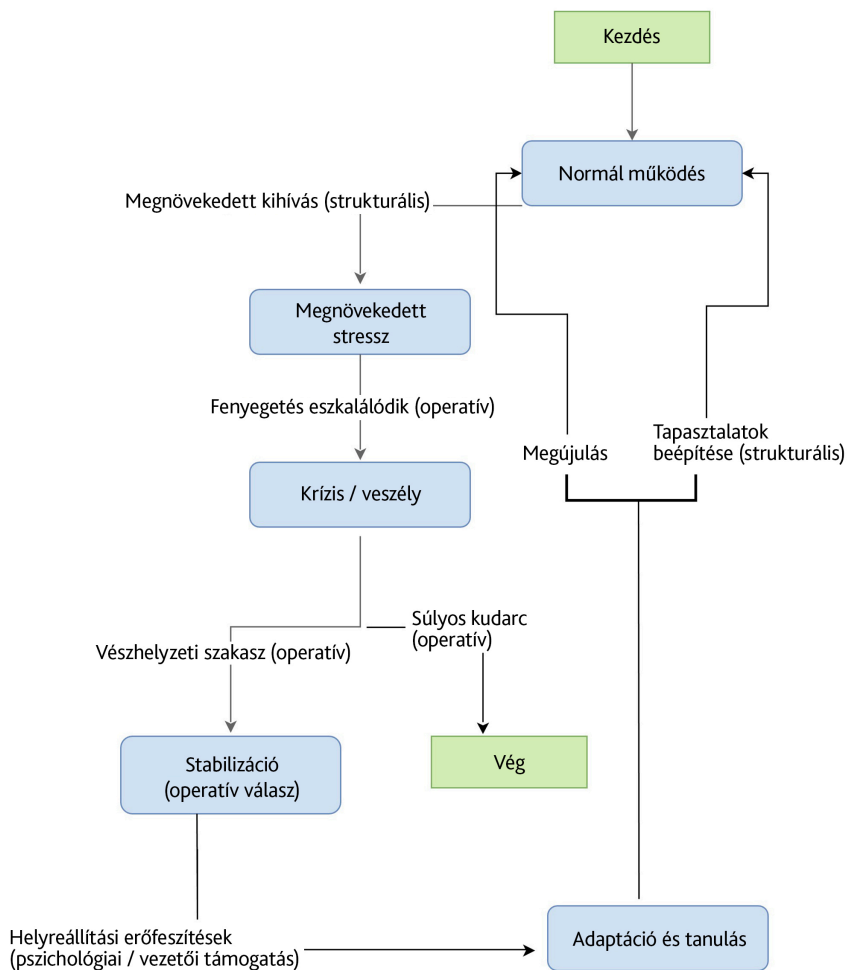 Kezdés
Normál működés
Megnövekedett kihívás (strukturális)
Megnövekedett
stressz
Fenyegetés eszkalálódik (operatív)
Tapasztalatok
beépítése (strukturális)
Megújulás
Krízis / veszély
Súlyos kudarc
(operatív)
Vészhelyzeti szakasz (operatív)
Stabilizáció
(operatív válasz)
Vég
Helyreállítási erőfeszítések
(pszichológiai / vezetői támogatás)
Adaptáció és tanulás